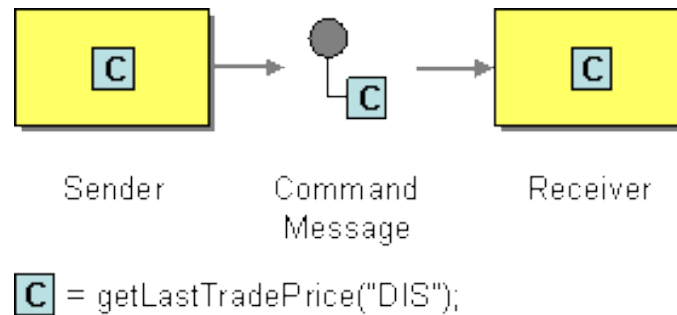 C C C
Sender Command Message Receiver
C = getLastTradePrice("DIS");